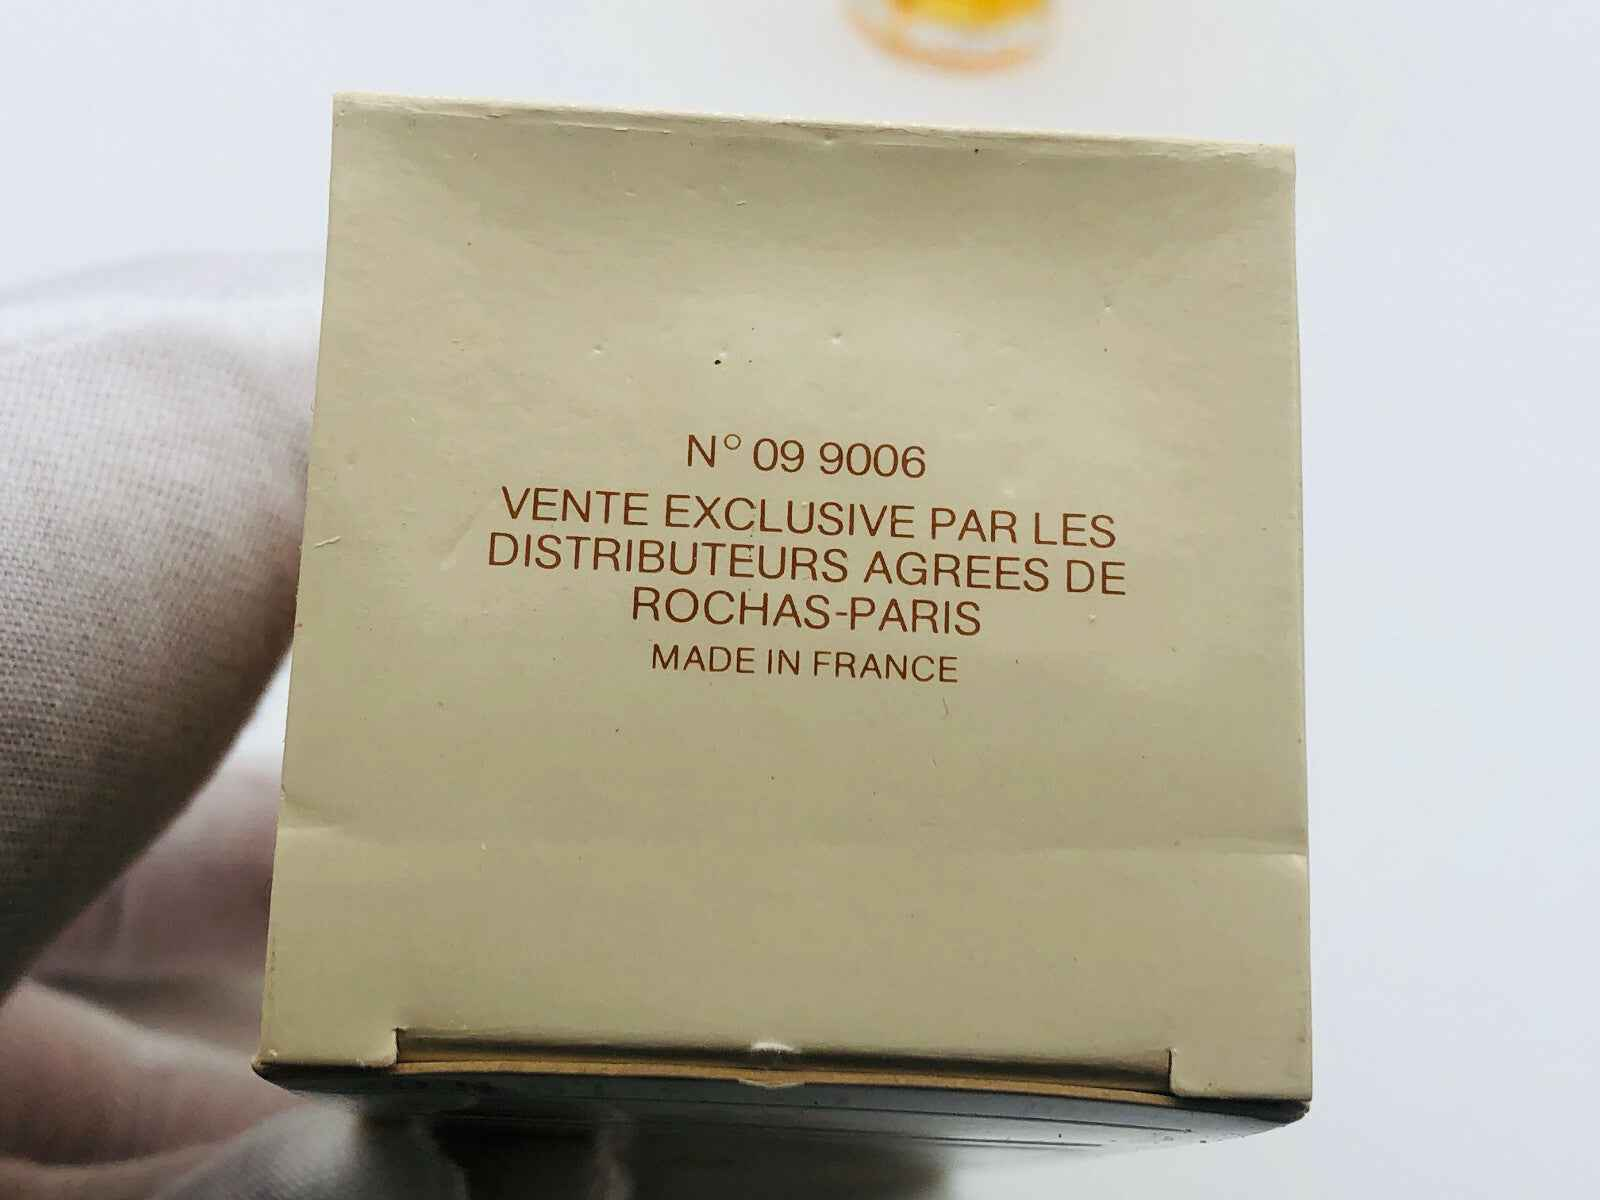 N° 09 9006
VENTE EXCLUSIVE PAR LES
DISTRIBUTEURS AGREES DE
ROCHAS-PARIS
MADE IN FRANCE